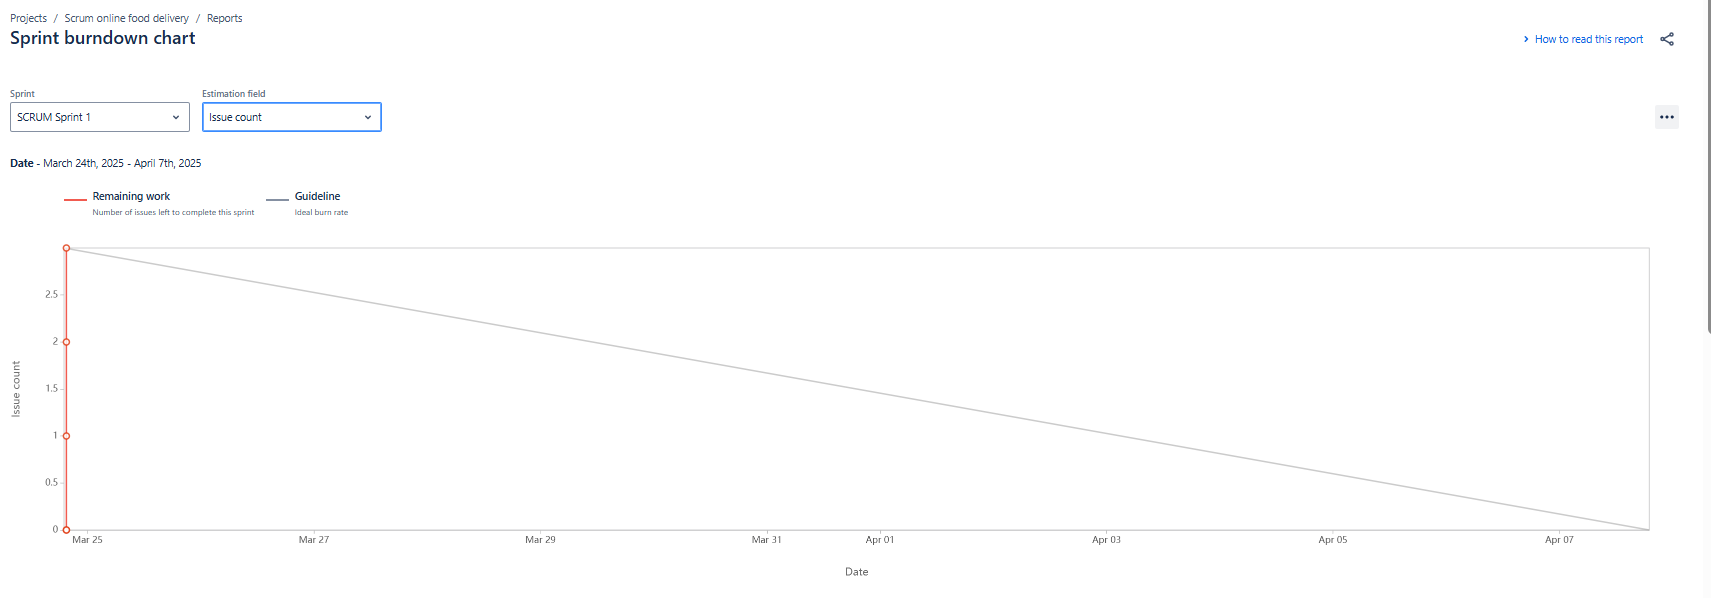 Projects / Scrum online food delivery / Reports
Sprint burndown chart
How to read this report
Sprint
Estimation field
SCRUM Sprint 1
Issue count
Date - March 24th, 2025 - April 7th, 2025
Remaining work
Number of issues left to complete this sprint
Guideline
Ideal burn rate
2.5
2
1.5
1
0.5
0
Issue count
Mar 25 Mar 27 Mar 29 Mar 31 Apr 01 Apr 03 Apr 05 Apr 07
Date